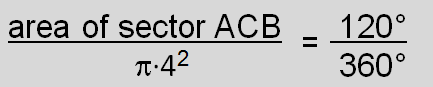 area of sector ACB / π·4² = 120° / 360°